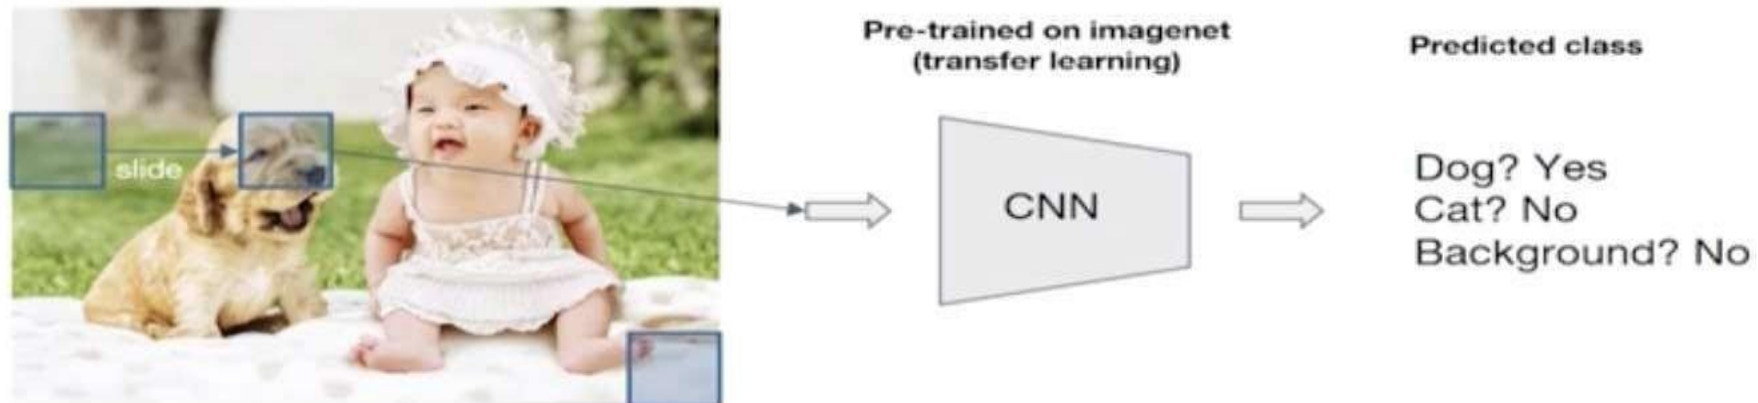 slide
Pre-trained on imagenet
(transfer learning)
CNN
Predicted class
Dog? Yes
Cat? No
Background? No